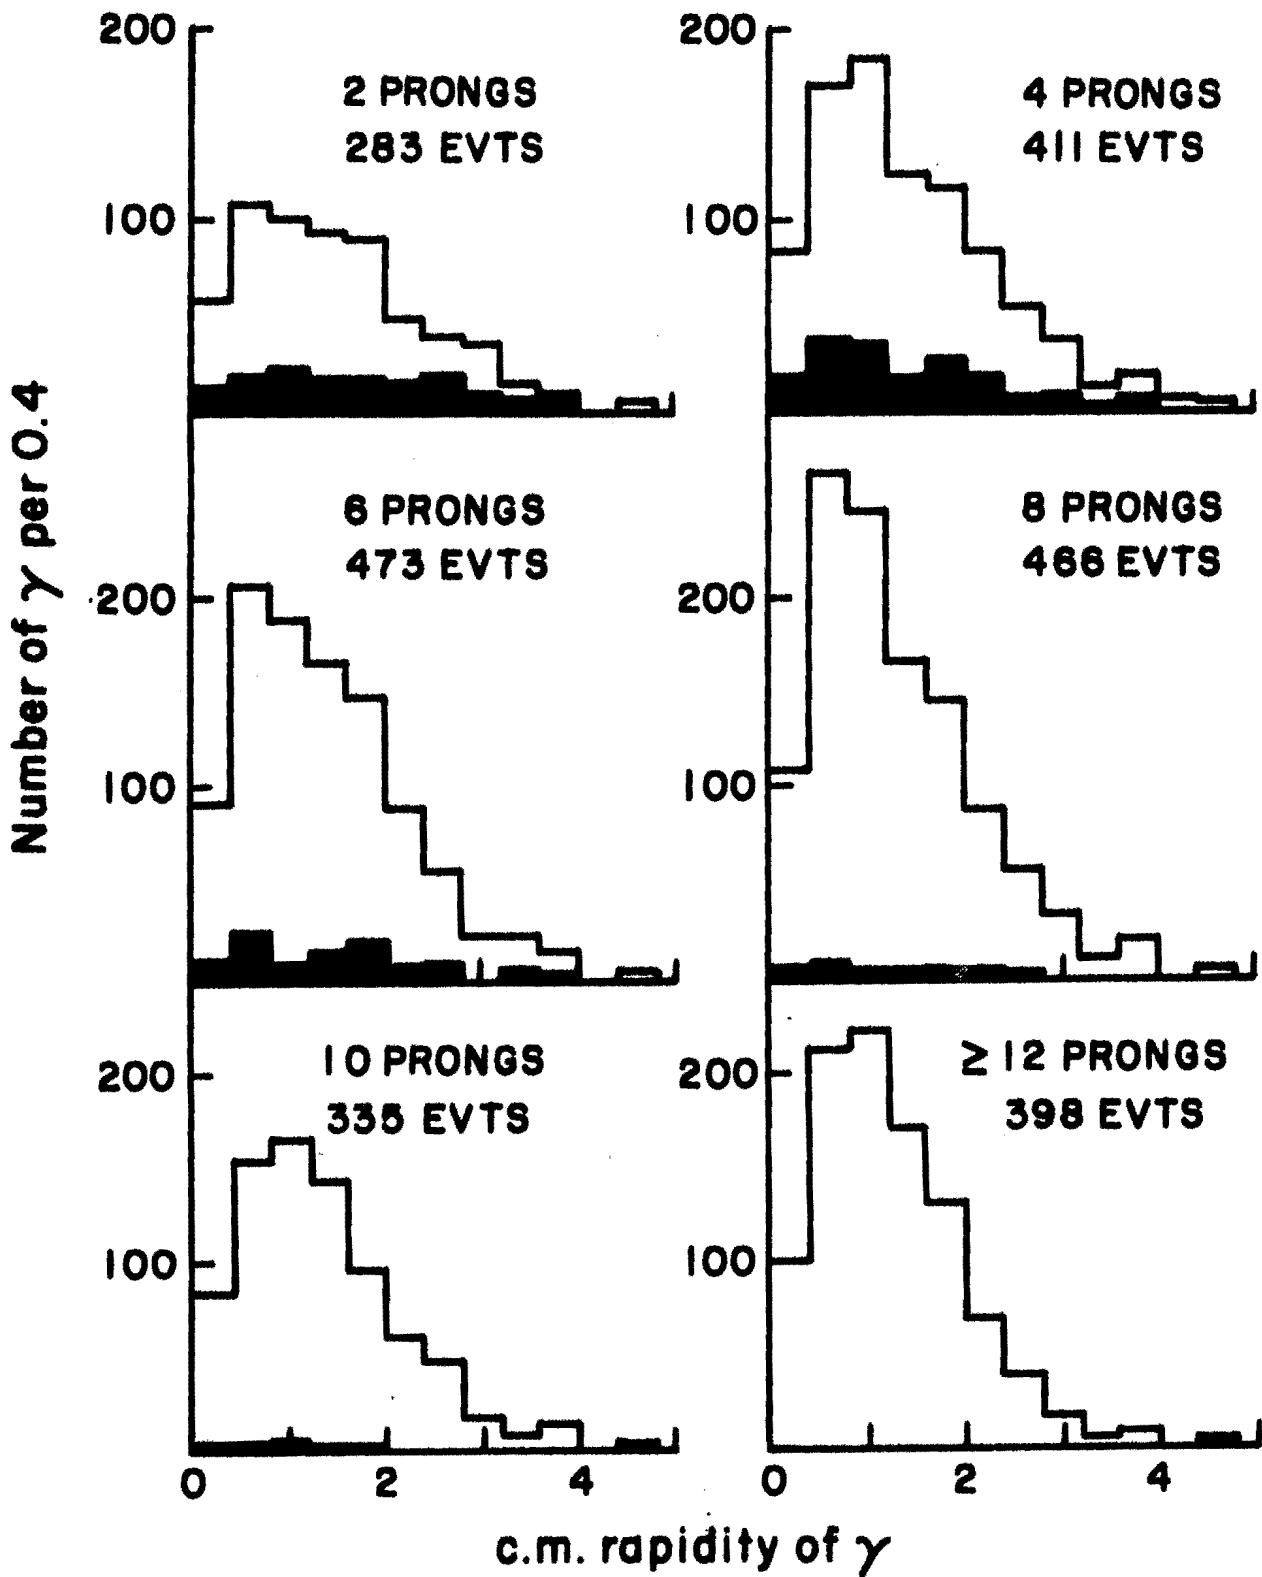 200
100
2 PRONGS
283 EVTS
200
100
4 PRONGS
411 EVTS
Number of γ per 0.4
200
100
6 PRONGS
473 EVTS
200
100
8 PRONGS
466 EVTS
200
100
10 PRONGS
335 EVTS
200
100
≥ 12 PRONGS
398 EVTS
0 2 4
0 2 4
c.m. rapidity of γ